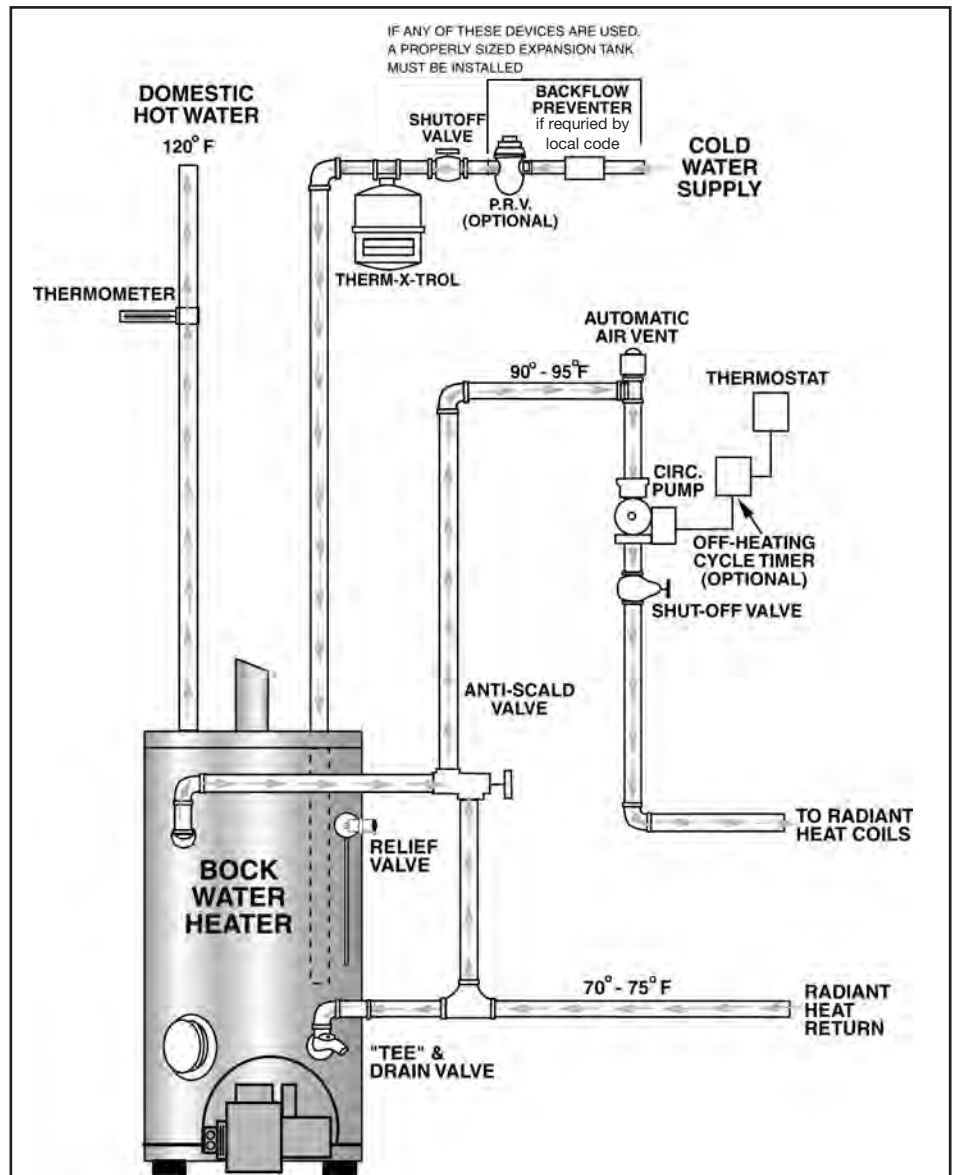 IF ANY OF THESE DEVICES ARE USED,
A PROPERLY SIZED EXPANSION TANK
MUST BE INSTALLED
DOMESTIC
HOT WATER
120° F
SHUTOFF
VALVE
BACKFLOW
PREVENTER
if requried by
local code
COLD
WATER
SUPPLY
P.R.V.
(OPTIONAL)
THERM-X-TROL
THERMOMETER
AUTOMATIC
AIR VENT
90° - 95°F
THERMOSTAT
CIRC.
PUMP
OFF-HEATING
CYCLE TIMER
(OPTIONAL)
SHUT-OFF VALVE
ANTI-SCALD
VALVE
TO RADIANT
HEAT COILS
RELIEF
VALVE
BOCK
WATER
HEATER
70° - 75° F
RADIANT
HEAT
RETURN
"TEE" &
DRAIN VALVE